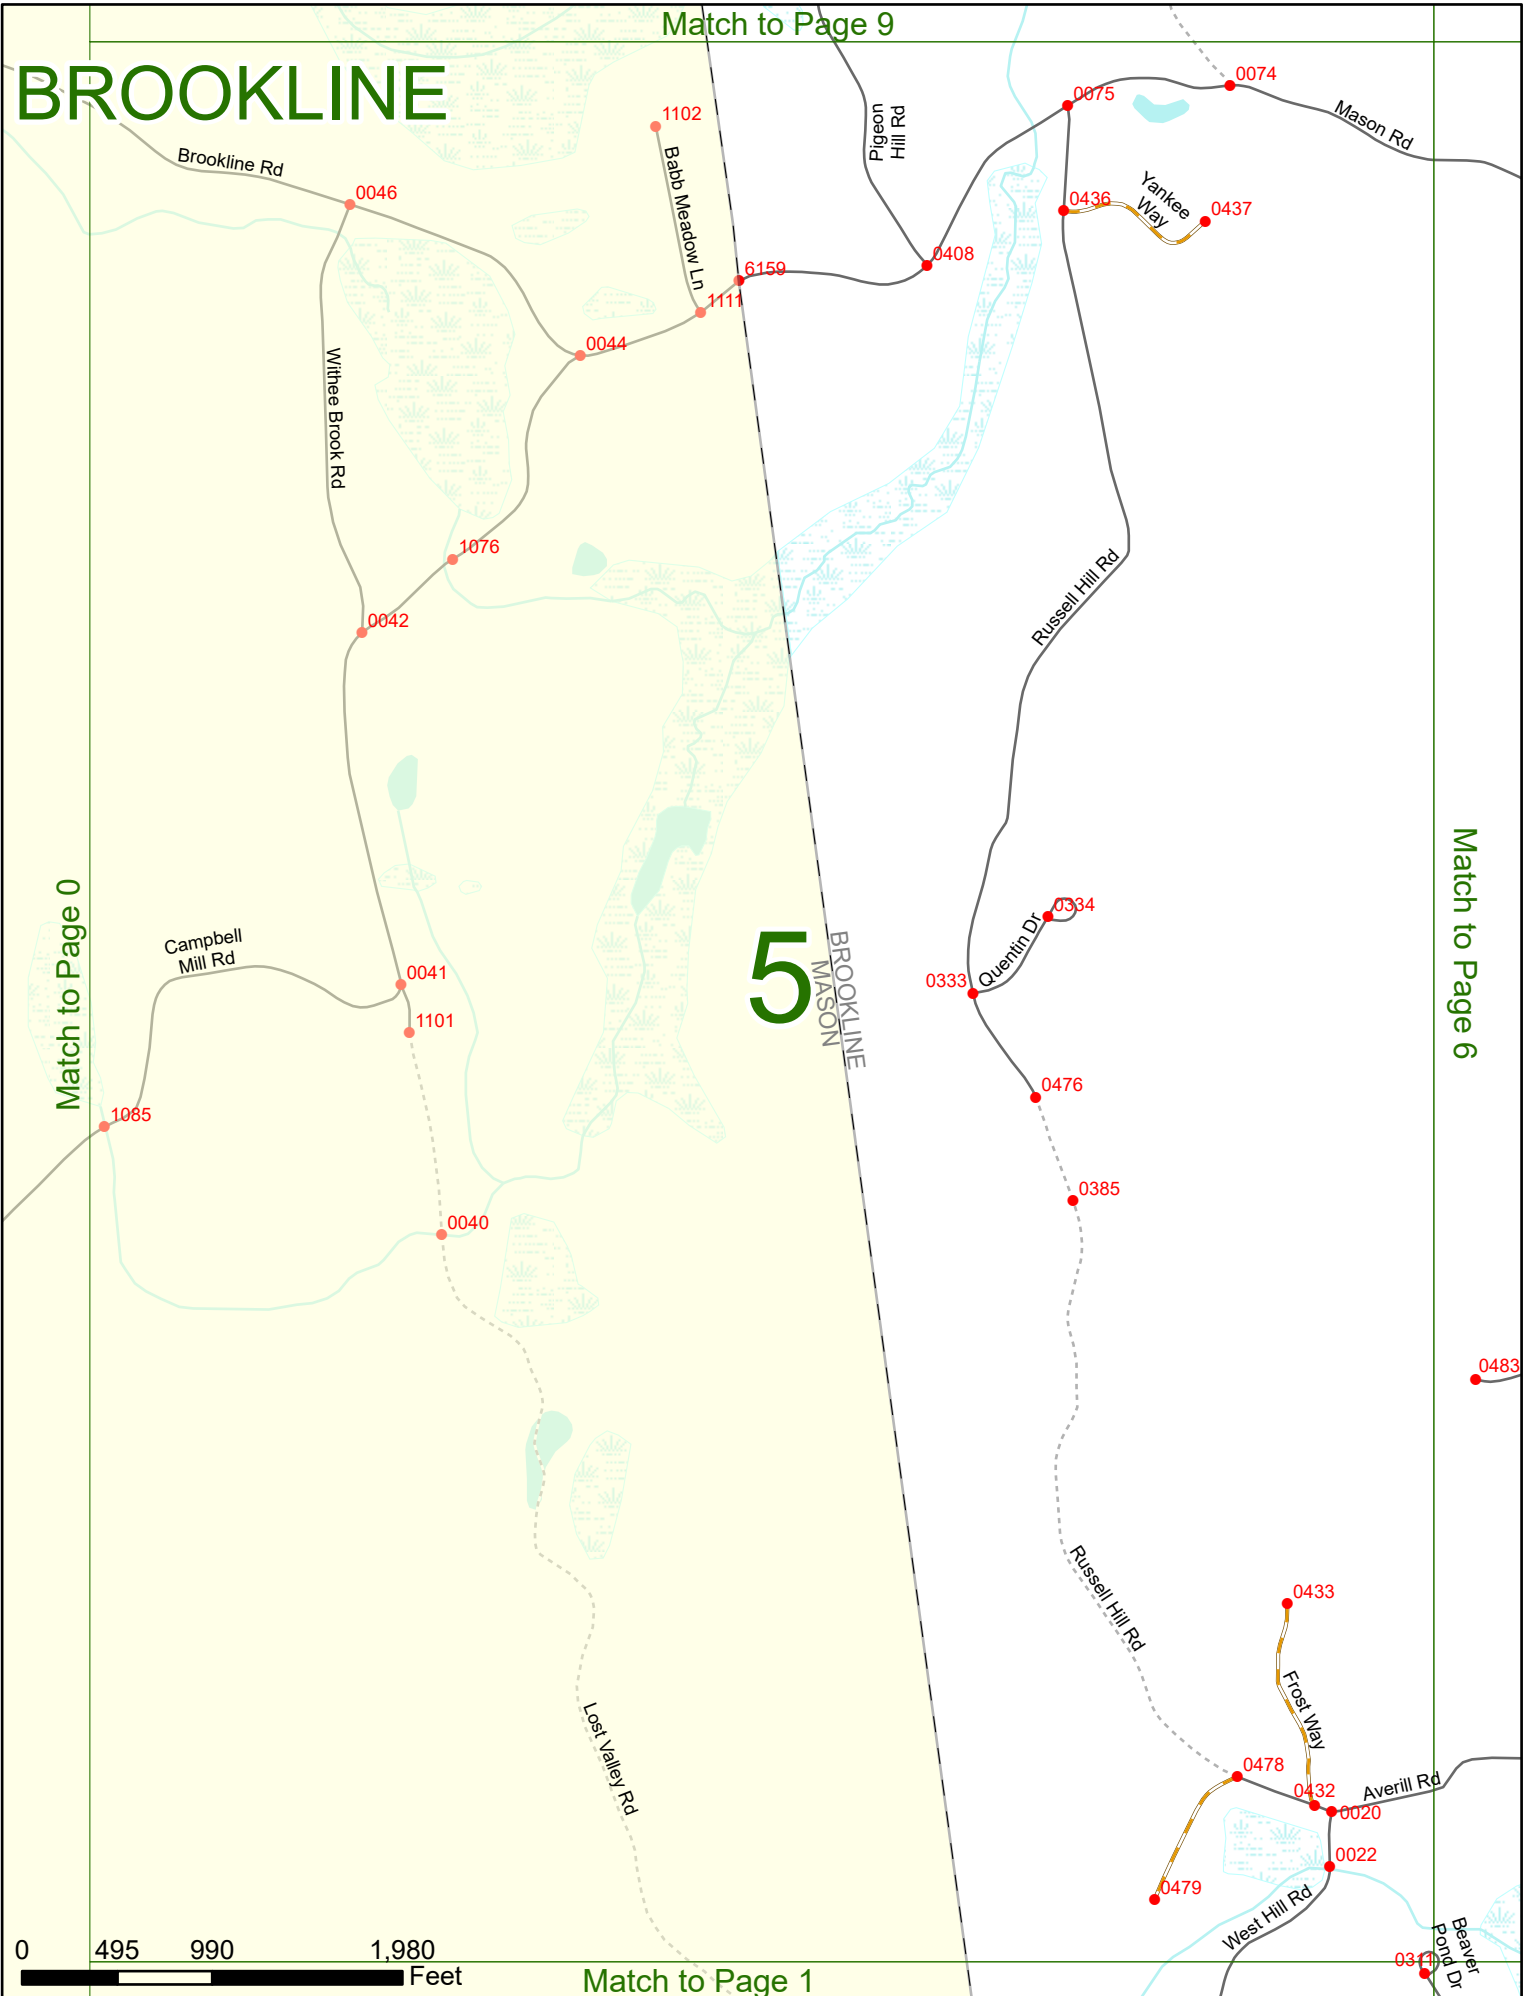 Match to Page 9
BROOKLINE
0074
0075
1102
Pigeon
Hill Rd
Mason Rd
Brookline Rd
Babb Meadow Ln
0046
0436
Yankee
Way
0437
0408
6159
1111
0044
Withee Brook Rd
1076
Russell Hill Rd
0042
Match to Page 0
Match to Page 6
0334
Quentin Dr
Campbell
Mill Rd
5
BROOKLINE
MASON
0333
0041
1101
0476
1085
0385
0040
0483
Russell Hill Rd
0433
Frost Way
Lost Valley Rd
0478
0432
Averill Rd
0020
0022
0479
West Hill Rd
Beaver
Pond Dr
0311
0
495
990
1,980
Feet
Match to Page 1